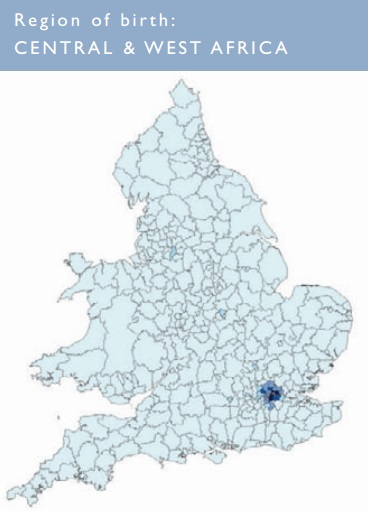 Region of birth:
CENTRAL & WEST AFRICA